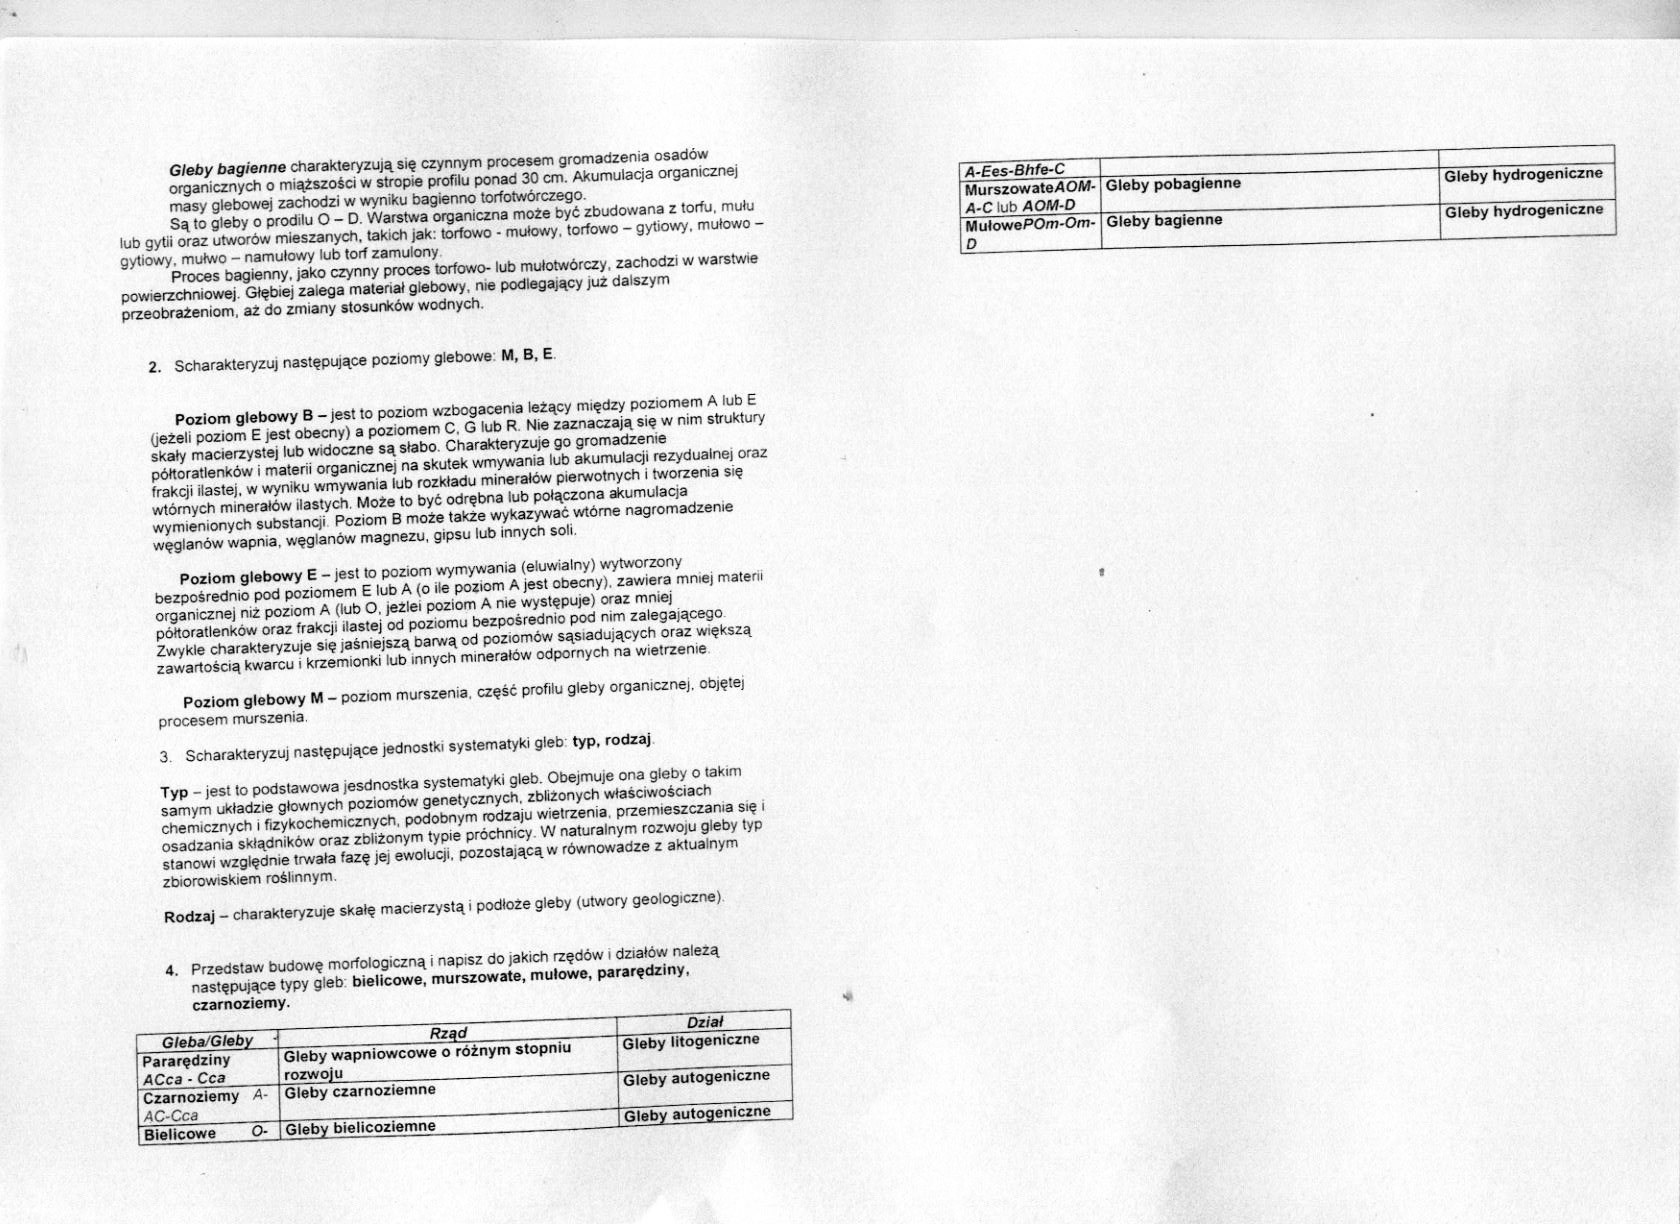 Gleby bagienne charakteryzują się czynnym procesem gromadzenia osadów
organicznych o miąższości w stropie profilu ponad 30 cm. Akumulacja organicznej
masy glebowej zachodzi w wyniku bagienno torfotwórczego.
Są to gleby o prodilu O – D. Warstwa organiczna może być zbudowana z torfu, mułu
lub gytii oraz utworów mieszanych, takich jak: torfowo - mułowy, torfowo – gytiowy, mułowo –
gytiowy, mułwo – namułowy lub torf zamulony.
Proces bagienny, jako czynny proces torfowo- lub mułotwórczy, zachodzi w warstwie
powierzchniowej. Głębiej zalega materiał glebowy, nie podlegający już dalszym
przeobrażeniom, aż do zmiany stosunków wodnych.
2. Scharakteryzuj następujące poziomy glebowe: M, B, E.
Poziom glebowy B – jest to poziom wzbogacenia leżący między poziomem A lub E
(jeżeli poziom E jest obecny) a poziomem C, G lub R. Nie zaznaczają się w nim struktury
skały macierzystej lub widoczne są słabo. Charakteryzuje go gromadzenie
półtoratlenków i materii organicznej na skutek wmywania lub akumulacji rezydualnej oraz
frakcji ilastej, w wyniku wmywania lub rozkładu minerałów pierwotnych i tworzenia się
wtórnych minerałów ilastych. Może to być odrębna lub połączona akumulacja
wymienionych substancji. Poziom B może także wykazywać wtórne nagromadzenie
węglanów wapnia, węglanów magnezu, gipsu lub innych soli.
Poziom glebowy E – jest to poziom wymywania (eluwialny) wytworzony
bezpośrednio pod poziomem E lub A (o ile poziom A jest obecny), zawiera mniej materii
organicznej niż poziom A (lub O, jeżlei poziom A nie występuje) oraz mniej
półtoratlenków oraz frakcji ilastej od poziomu bezpośrednio pod nim zalegającego.
Zwykle charakteryzuje się jaśniejszą barwą od poziomów sąsiadujących oraz większą
zawartością kwarcu i krzemionki lub innych minerałów odpornych na wietrzenie.
Poziom glebowy M – poziom murszenia, część profilu gleby organicznej, objętej
procesem murszenia.
3. Scharakteryzuj następujące jednostki systematyki gleb: typ, rodzaj.
Typ – jest to podstawowa jesdnostka systematyki gleb. Obejmuje ona gleby o takim
samym układzie głownych poziomów genetycznych, zbliżonych właściwościach
chemicznych i fizykochemicznych, podobnym rodzaju wietrzenia, przemieszczania się i
osadzania skłądników oraz zbliżonym typie próchnicy. W naturalnym rozwoju gleby typ
stanowi względnie trwała fazę jej ewolucji, pozostającą w równowadze z aktualnym
zbiorowiskiem roślinnym.
Rodzaj – charakteryzuje skałę macierzystą i podłoże gleby (utwory geologiczne).
4. Przedstaw budowę morfologiczną i napisz do jakich rzędów i działów należą
następujące typy gleb: bielicowe, murszowate, mułowe, pararędziny,
czarnoziemy.
Gleba/Gleby Rząd Dział
Pararędziny Gleby wapniowcowe o różnym stopniu Gleby litogeniczne
ACca - Cca rozwoju
Czarnoziemy A- Gleby czarnoziemne Gleby autogeniczne
AC-Cca
Bielicowe O- Gleby bielicoziemne Gleby autogeniczne
A-Ees-Bhfe-C
MurszowateAOM- Gleby pobagienne Gleby hydrogeniczne
A-C lub AOM-D
MułowePOm-Om- Gleby bagienne Gleby hydrogeniczne
D